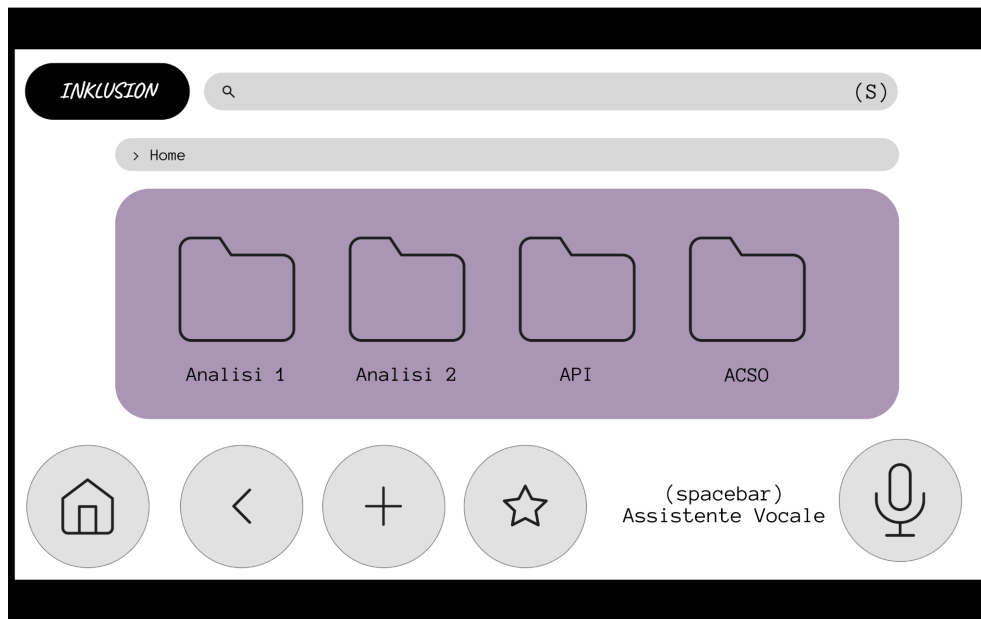 INKLUSION
(S)
> Home
Analisi 1
Analisi 2
API
ACSO
(spacebar)
Assistente Vocale